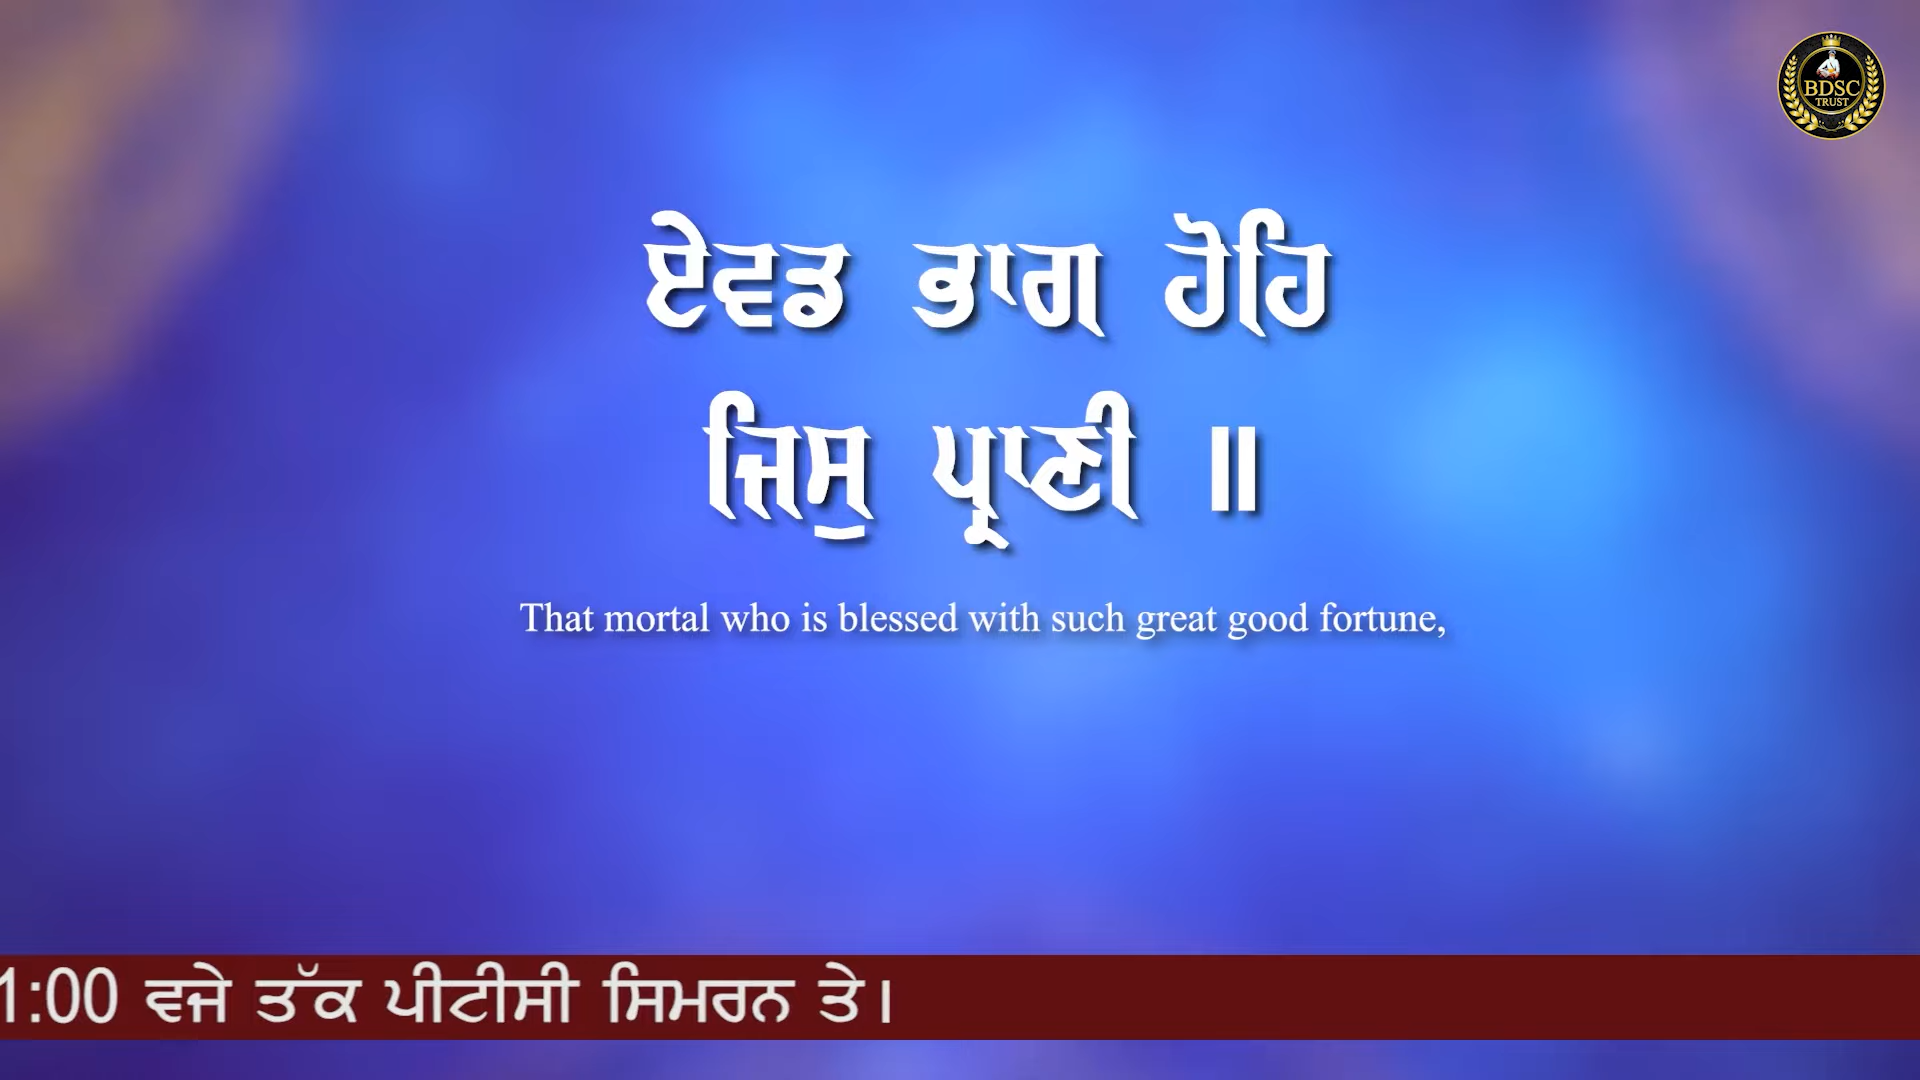 BDSC
TRUST
ਏਵਡ ਭਾਗ ਹੋਹਿ
ਜਿਸੁ ਪ੍ਰਾਣੀ ॥
That mortal who is blessed with such great good fortune,
1:00 ਵਜੇ ਤੱਕ ਪੀਟੀਸੀ ਸਿਮਰਨ ਤੇ।